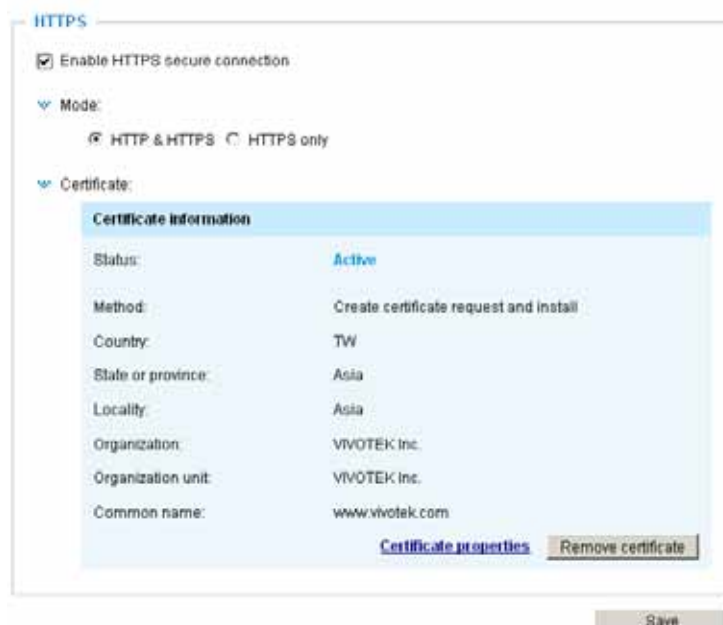 HTTPS
Enable HTTPS secure connection
Mode:
HTTP & HTTPS HTTPS only
Certificate:
Certificate information
Status: Active
Method: Create certificate request and install
Country: TW
State or province: Asia
Locality: Asia
Organization: VIVOTEK Inc.
Organization unit: VIVOTEK Inc.
Common name: www.vivotek.com
Certificate properties Remove certificate
Save